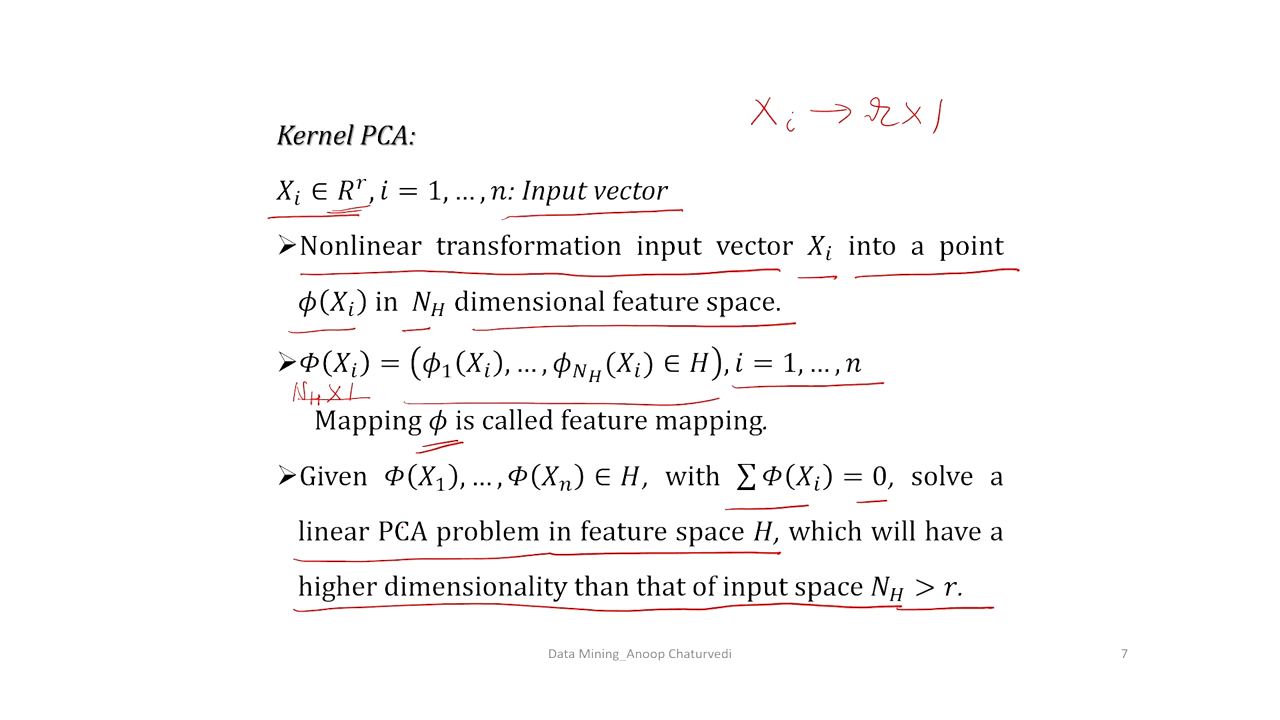 X_i → r×1
Kernel PCA:
X_i ∈ R^r, i = 1, …, n: Input vector
➢Nonlinear transformation input vector X_i into a point
ϕ(X_i) in N_H dimensional feature space.
➢Φ(X_i) = (ϕ_1(X_i), …, ϕ_{N_H}(X_i) ∈ H), i = 1, …, n
N_H×1
Mapping ϕ is called feature mapping.
➢Given Φ(X_1), …, Φ(X_n) ∈ H, with ∑Φ(X_i) = 0, solve a
linear PCA problem in feature space H, which will have a
higher dimensionality than that of input space N_H > r.
Data Mining_Anoop Chaturvedi
7